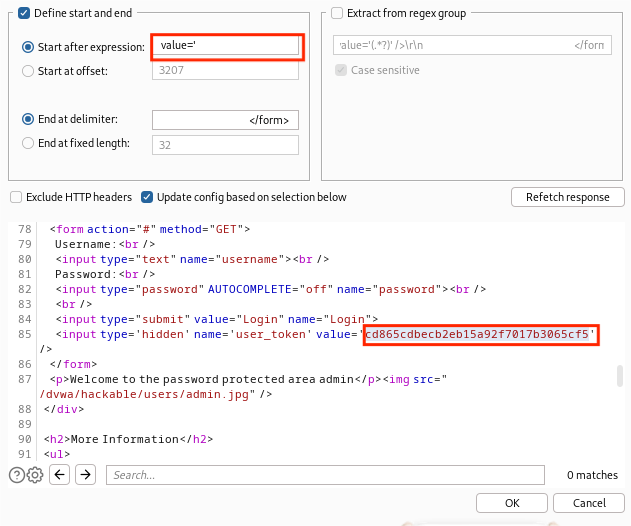 Define start and end
Extract from regex group
Start after expression:
value='
Start at offset:
3207
End at delimiter:
</form>
End at fixed length:
32
value='(.*?)' />\r\n </form
Case sensitive
Exclude HTTP headers
Update config based on selection below
Refetch response
78 <form action="#" method="GET">
79 Username:<br />
80 <input type="text" name="username"><br />
81 Password:<br />
82 <input type="password" AUTOCOMPLETE="off" name="password"><br />
83 <br />
84 <input type="submit" value="Login" name="Login">
85 <input type='hidden' name='user_token' value='cd865cdbecb2eb15a92f7017b3065cf5'
/>
86 </form>
87 <p>Welcome to the password protected area admin</p><img src="
/dvwa/hackable/users/admin.jpg" />
88 </div>
89
90 <h2>More Information</h2>
91 <ul>
Search...
0 matches
OK
Cancel